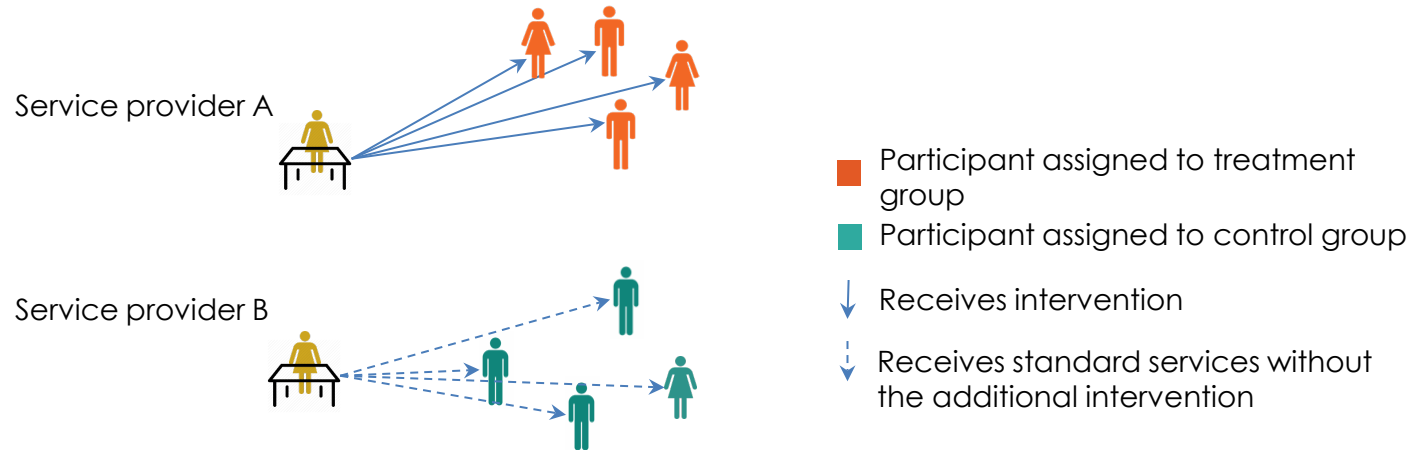 Service provider A
Participant assigned to treatment
group
Participant assigned to control group
Service provider B
Receives intervention
Receives standard services without
the additional intervention